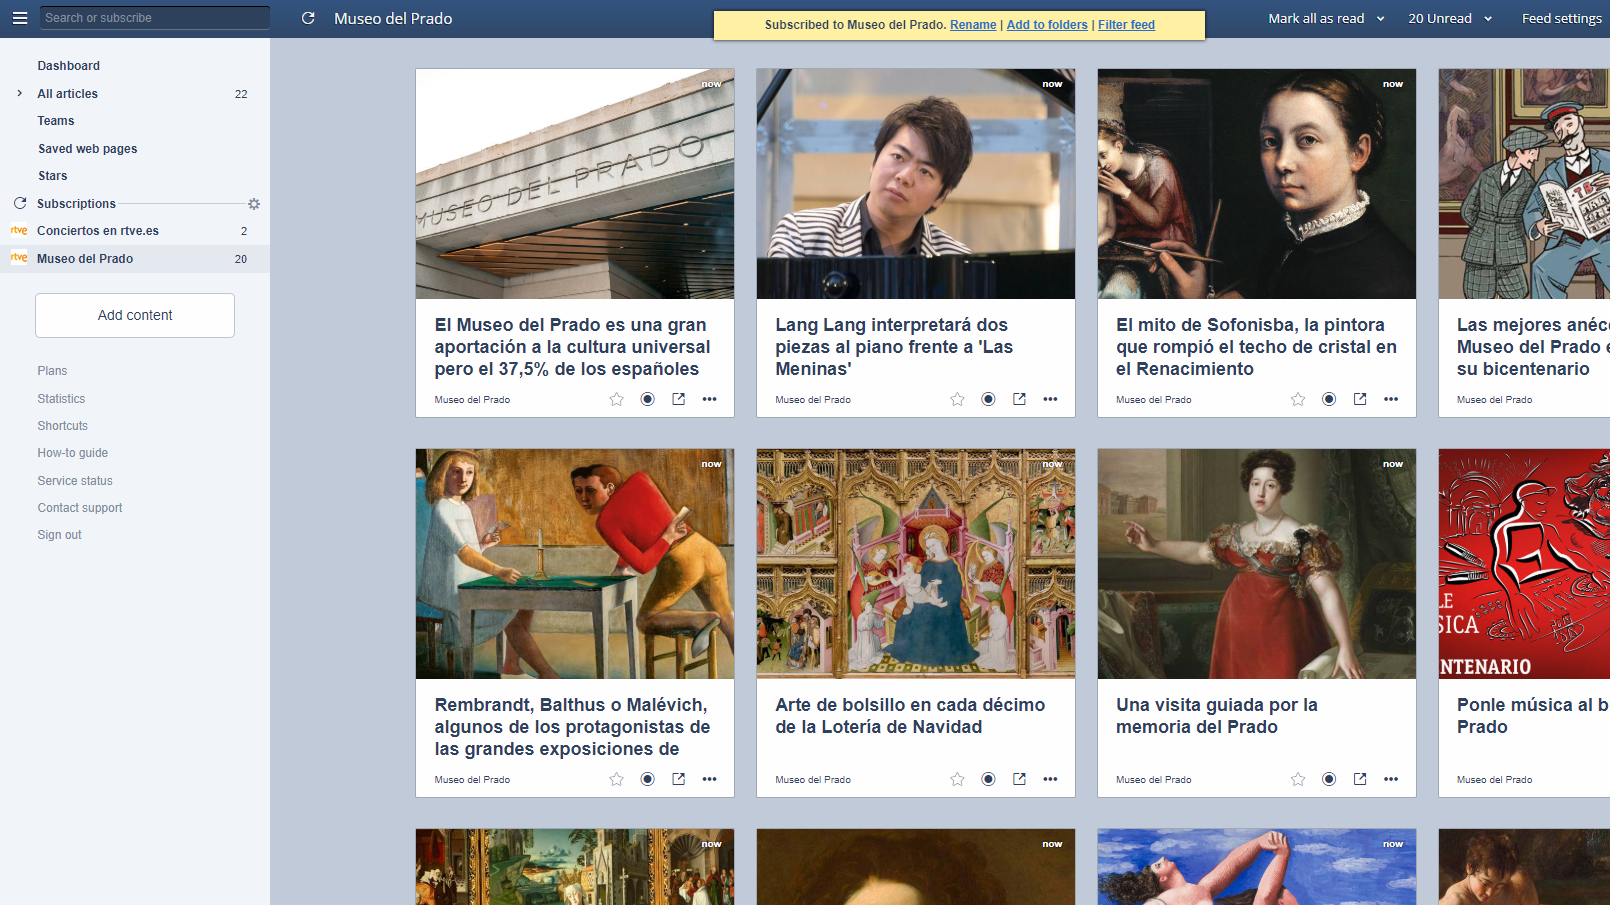 Search or subscribe
Museo del Prado
Subscribed to Museo del Prado. Rename | Add to folders | Filter feed
Mark all as read
20 Unread
Feed settings
Dashboard
All articles 22
Teams
Saved web pages
Stars
Subscriptions
rtve Conciertos en rtve.es 2
rtve Museo del Prado 20
Add content
Plans
Statistics
Shortcuts
How-to guide
Service status
Contact support
Sign out
now
MUSEO DEL PRADO
El Museo del Prado es una gran
aportación a la cultura universal
pero el 37,5% de los españoles
Museo del Prado
now
Lang Lang interpretará dos
piezas al piano frente a 'Las
Meninas'
Museo del Prado
now
El mito de Sofonisba, la pintora
que rompió el techo de cristal en
el Renacimiento
Museo del Prado
Las mejores anéc
Museo del Prado e
su bicentenario
Museo del Prado
now
Rembrandt, Balthus o Malévich,
algunos de los protagonistas de
las grandes exposiciones de
Museo del Prado
now
Arte de bolsillo en cada décimo
de la Lotería de Navidad
Museo del Prado
now
Una visita guiada por la
memoria del Prado
Museo del Prado
LE
SICA
NTENARIO
Ponle música al b
Prado
Museo del Prado
now
now
now